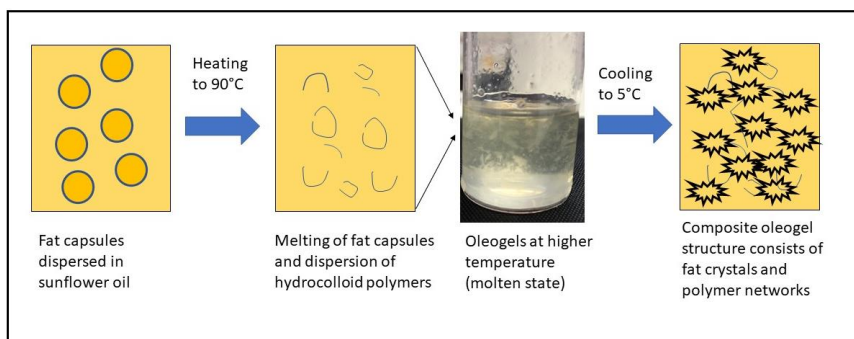 Heating
to 90°C
Cooling
to 5°C
Fat capsules
dispersed in
sunflower oil
Melting of fat capsules
and dispersion of
hydrocolloid polymers
Oleogels at higher
temperature
(molten state)
Composite oleogel
structure consists of
fat crystals and
polymer networks